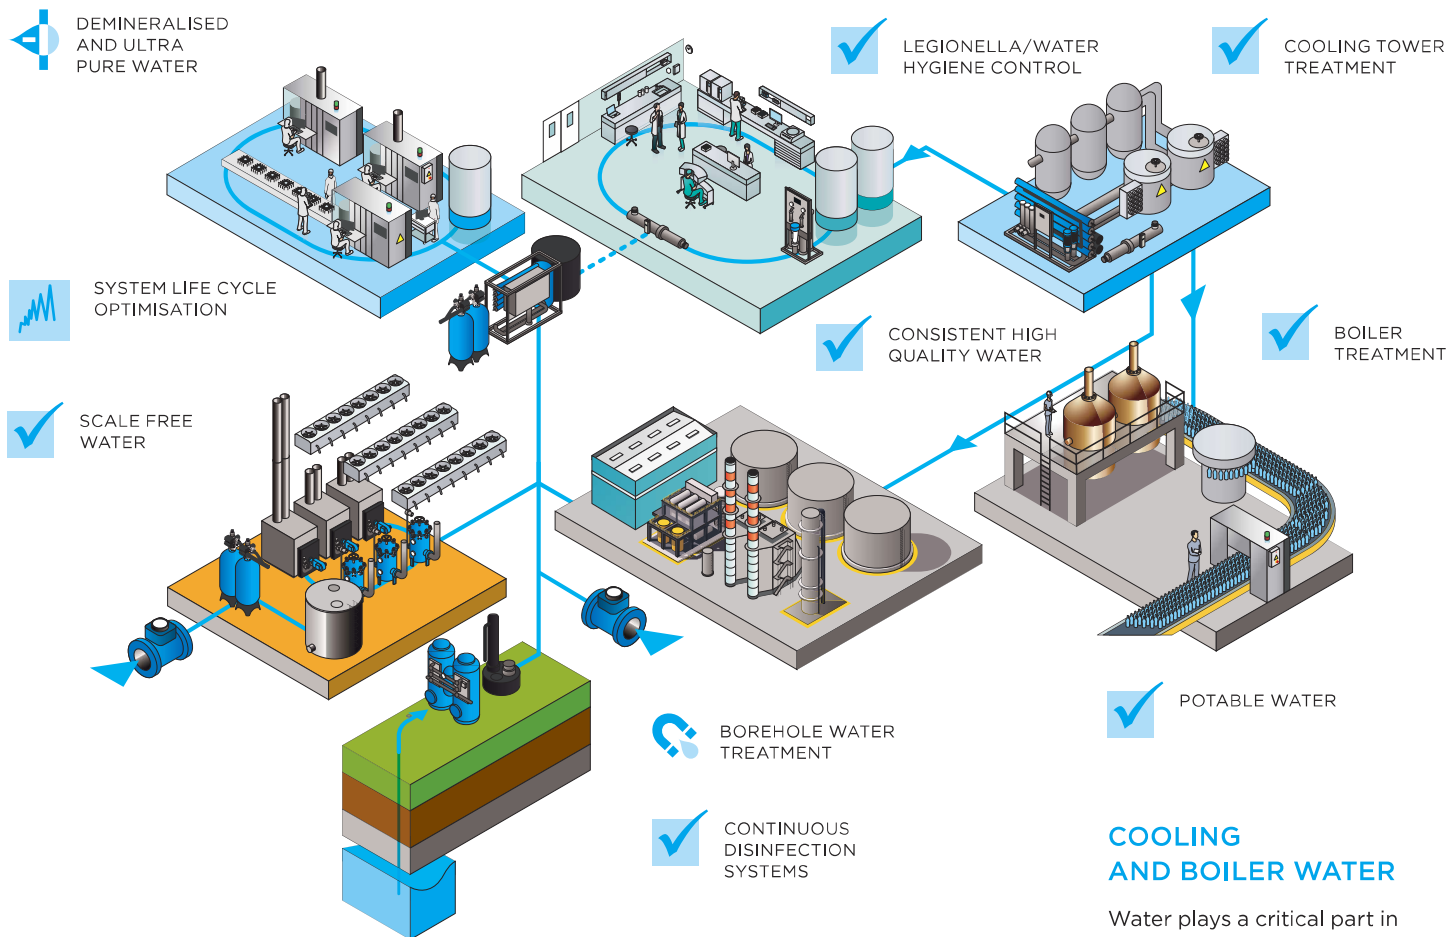 DEMINERALISED
AND ULTRA
PURE WATER
LEGIONELLA/WATER
HYGIENE CONTROL
COOLING TOWER
TREATMENT
SYSTEM LIFE CYCLE
OPTIMISATION
CONSISTENT HIGH
QUALITY WATER
BOILER
TREATMENT
SCALE FREE
WATER
POTABLE WATER
BOREHOLE WATER
TREATMENT
CONTINUOUS
DISINFECTION
SYSTEMS
COOLING
AND BOILER WATER
Water plays a critical part in